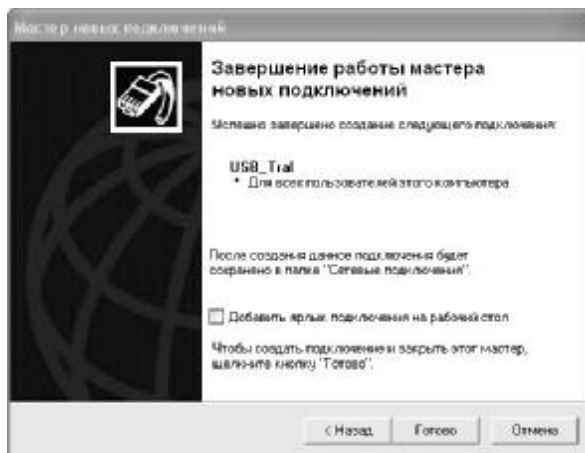 Мастер новых подключений
Завершение работы мастера
новых подключений
Успешно завершено создание следующего подключения:
USB_Tral
* Для всех пользователей этого компьютера
После создания данное подключения будет
сохранено в папке "Сетевые подключения".
Добавить ярлык подключения на рабочий стол
Чтобы создать подключение и закрыть этот мастер,
щелкните кнопку "Готово".
< Назад
Готово
Отмена